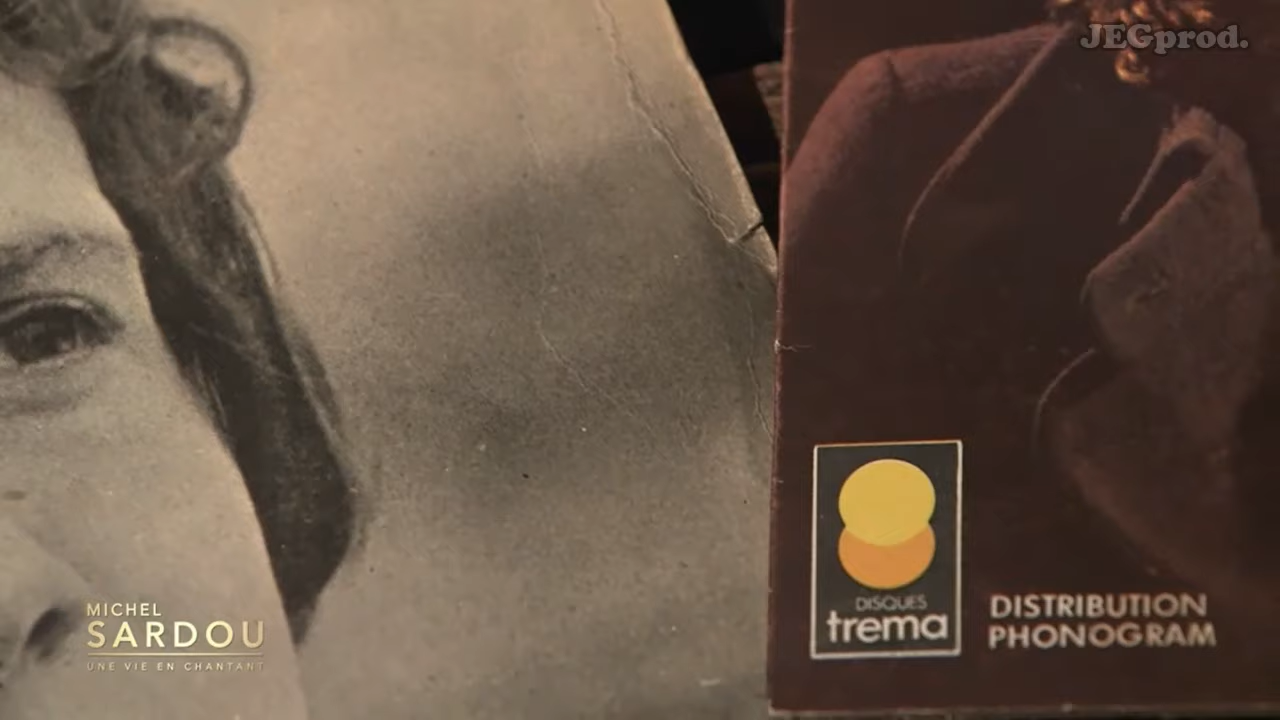 JEGprod.
MICHEL
SARDOU
UNE VIE EN CHANTANT
DISQUES
trema
DISTRIBUTION
PHONOGRAM